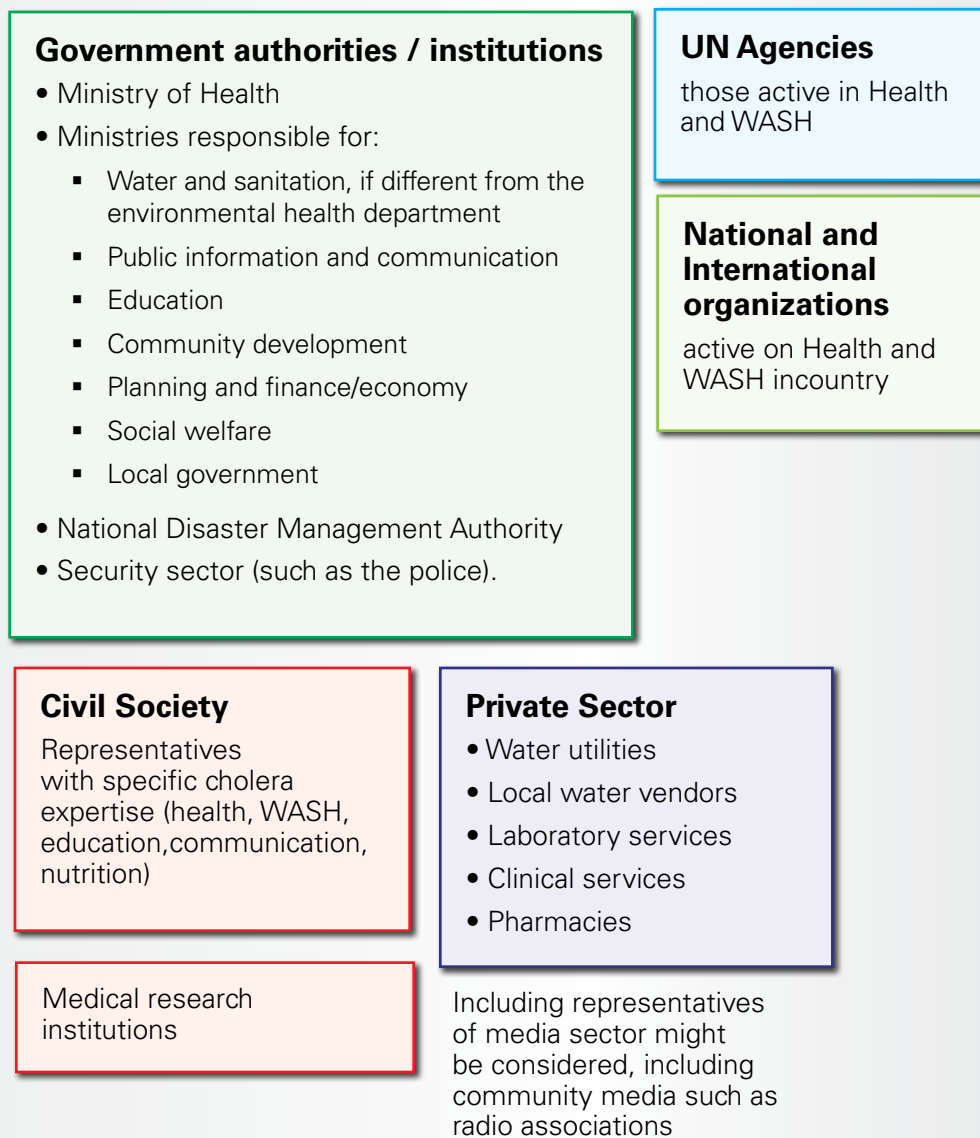 Government authorities / institutions
• Ministry of Health
• Ministries responsible for:
▪ Water and sanitation, if different from the
environmental health department
▪ Public information and communication
▪ Education
▪ Community development
▪ Planning and finance/economy
▪ Social welfare
▪ Local government
• National Disaster Management Authority
• Security sector (such as the police).
UN Agencies
those active in Health
and WASH
National and
International
organizations
active on Health and
WASH incountry
Civil Society
Representatives
with specific cholera
expertise (health, WASH,
education,communication,
nutrition)
Medical research
institutions
Private Sector
• Water utilities
• Local water vendors
• Laboratory services
• Clinical services
• Pharmacies
Including representatives
of media sector might
be considered, including
community media such as
radio associations